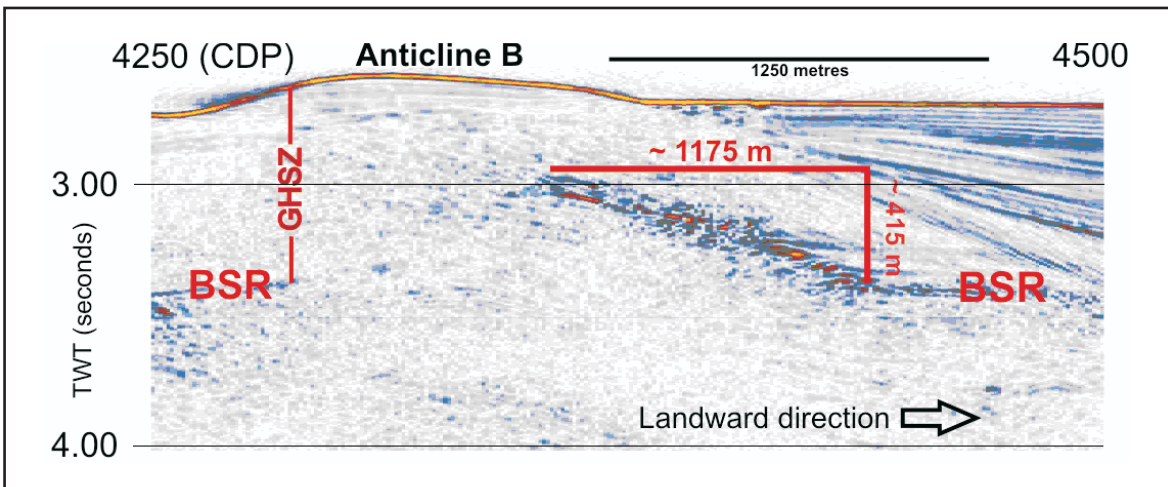 4250 (CDP) Anticline B 4500
1250 metres
~ 1175 m
3.00
GHSZ
~ 415 m
BSR BSR
TWT (seconds)
Landward direction
4.00